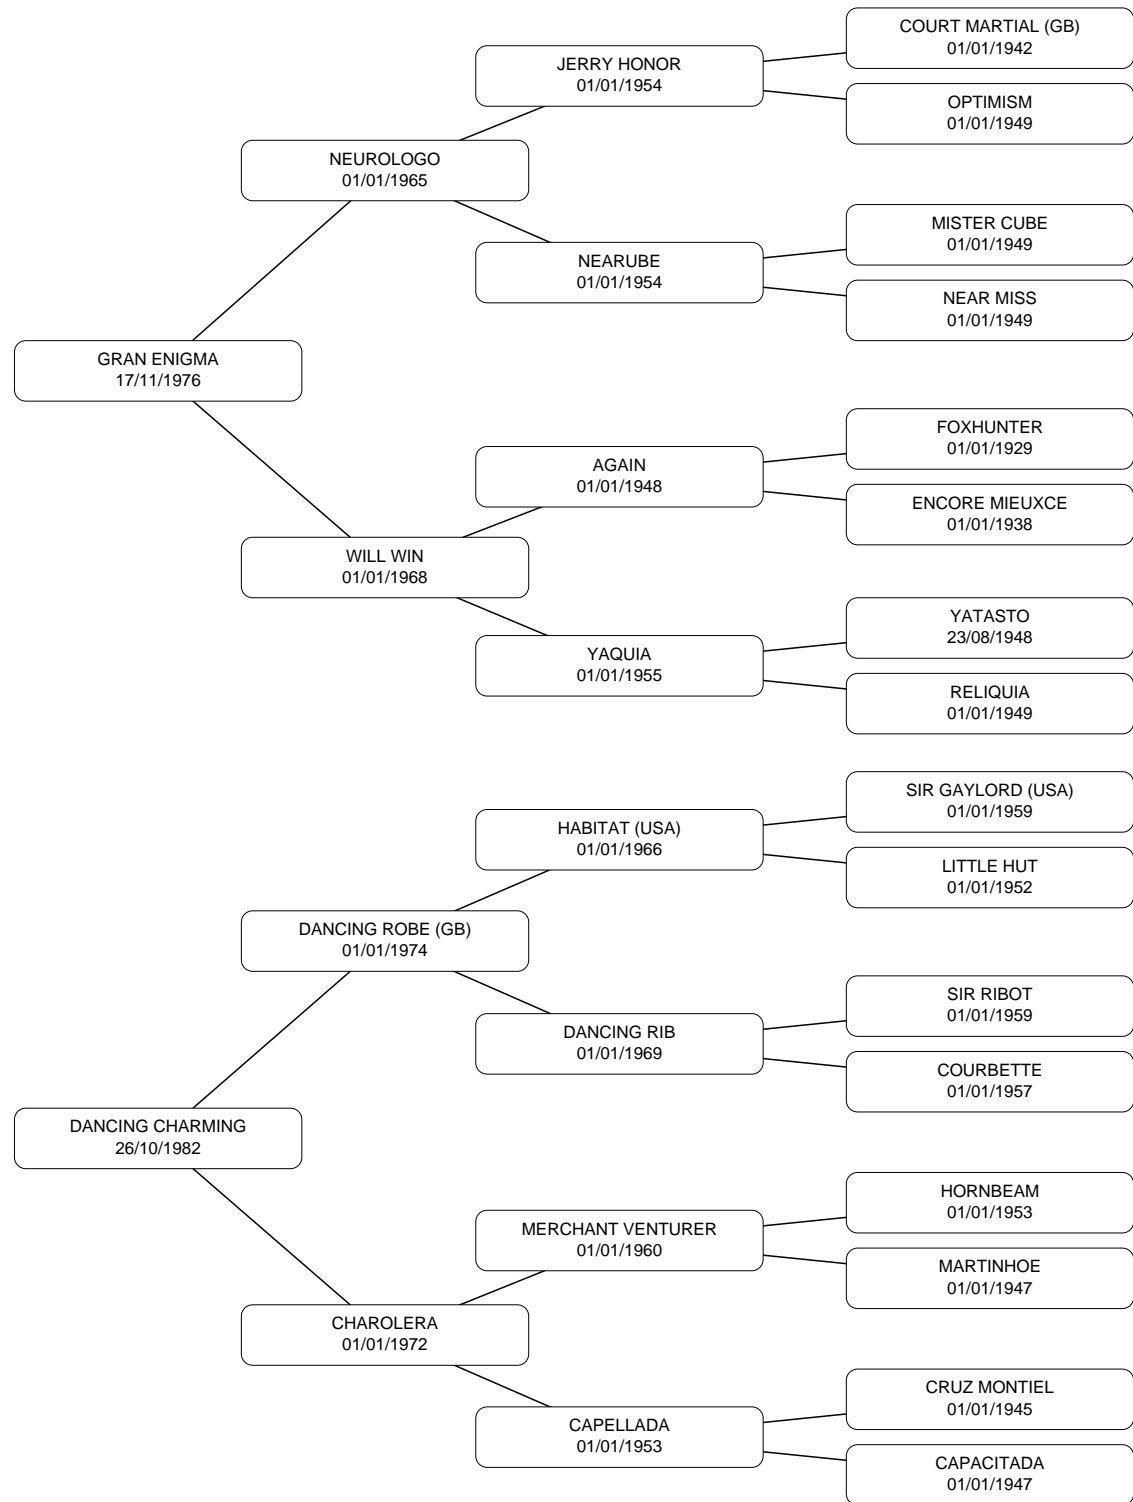 COURT MARTIAL (GB)
01/01/1942
JERRY HONOR
01/01/1954
OPTIMISM
01/01/1949
NEUROLOGO
01/01/1965
MISTER CUBE
01/01/1949
NEARUBE
01/01/1954
NEAR MISS
01/01/1949
GRAN ENIGMA
17/11/1976
FOXHUNTER
01/01/1929
AGAIN
01/01/1948
ENCORE MIEUXCE
01/01/1938
WILL WIN
01/01/1968
YATASTO
23/08/1948
YAQUIA
01/01/1955
RELIQUIA
01/01/1949
SIR GAYLORD (USA)
01/01/1959
HABITAT (USA)
01/01/1966
LITTLE HUT
01/01/1952
DANCING ROBE (GB)
01/01/1974
SIR RIBOT
01/01/1959
DANCING RIB
01/01/1969
COURBETTE
01/01/1957
DANCING CHARMING
26/10/1982
HORNBEAM
01/01/1953
MERCHANT VENTURER
01/01/1960
MARTINHOE
01/01/1947
CHAROLERA
01/01/1972
CRUZ MONTIEL
01/01/1945
CAPELLADA
01/01/1953
CAPACITADA
01/01/1947